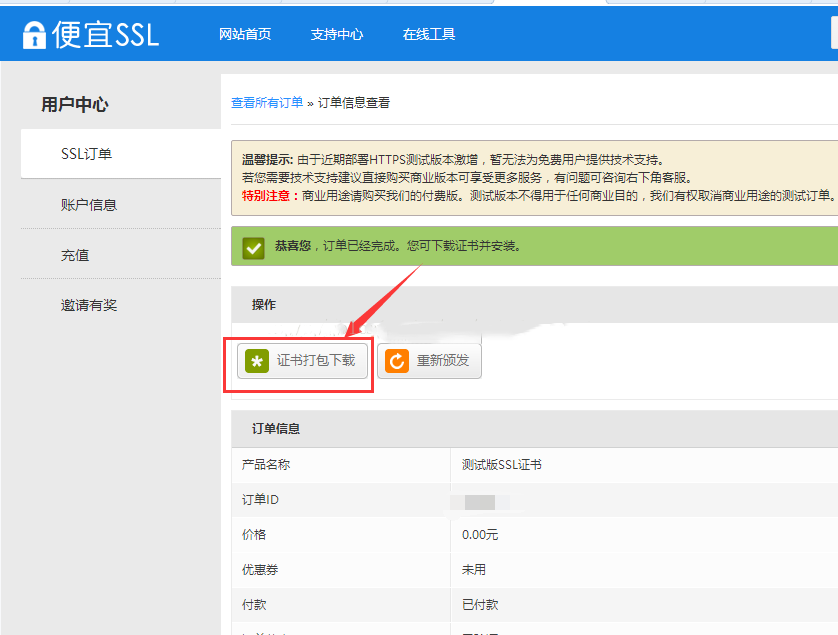 便宜SSL
网站首页 支持中心 在线工具
用户中心
SSL订单
账户信息
充值
邀请有奖
查看所有订单 » 订单信息查看
温馨提示: 由于近期部署HTTPS测试版本激增，暂无法为免费用户提供技术支持。
若您需要技术支持建议直接购买商业版本可享受更多服务，有问题可咨询右下角客服。
特别注意：商业用途请购买我们的付费版。测试版本不得用于任何商业目的，我们有权取消商业用途的测试订单。
恭喜您，订单已经完成。您可下载证书并安装。
操作
证书打包下载 重新颁发
订单信息
产品名称 测试版SSL证书
订单ID
价格 0.00元
优惠券 未用
付款 已付款